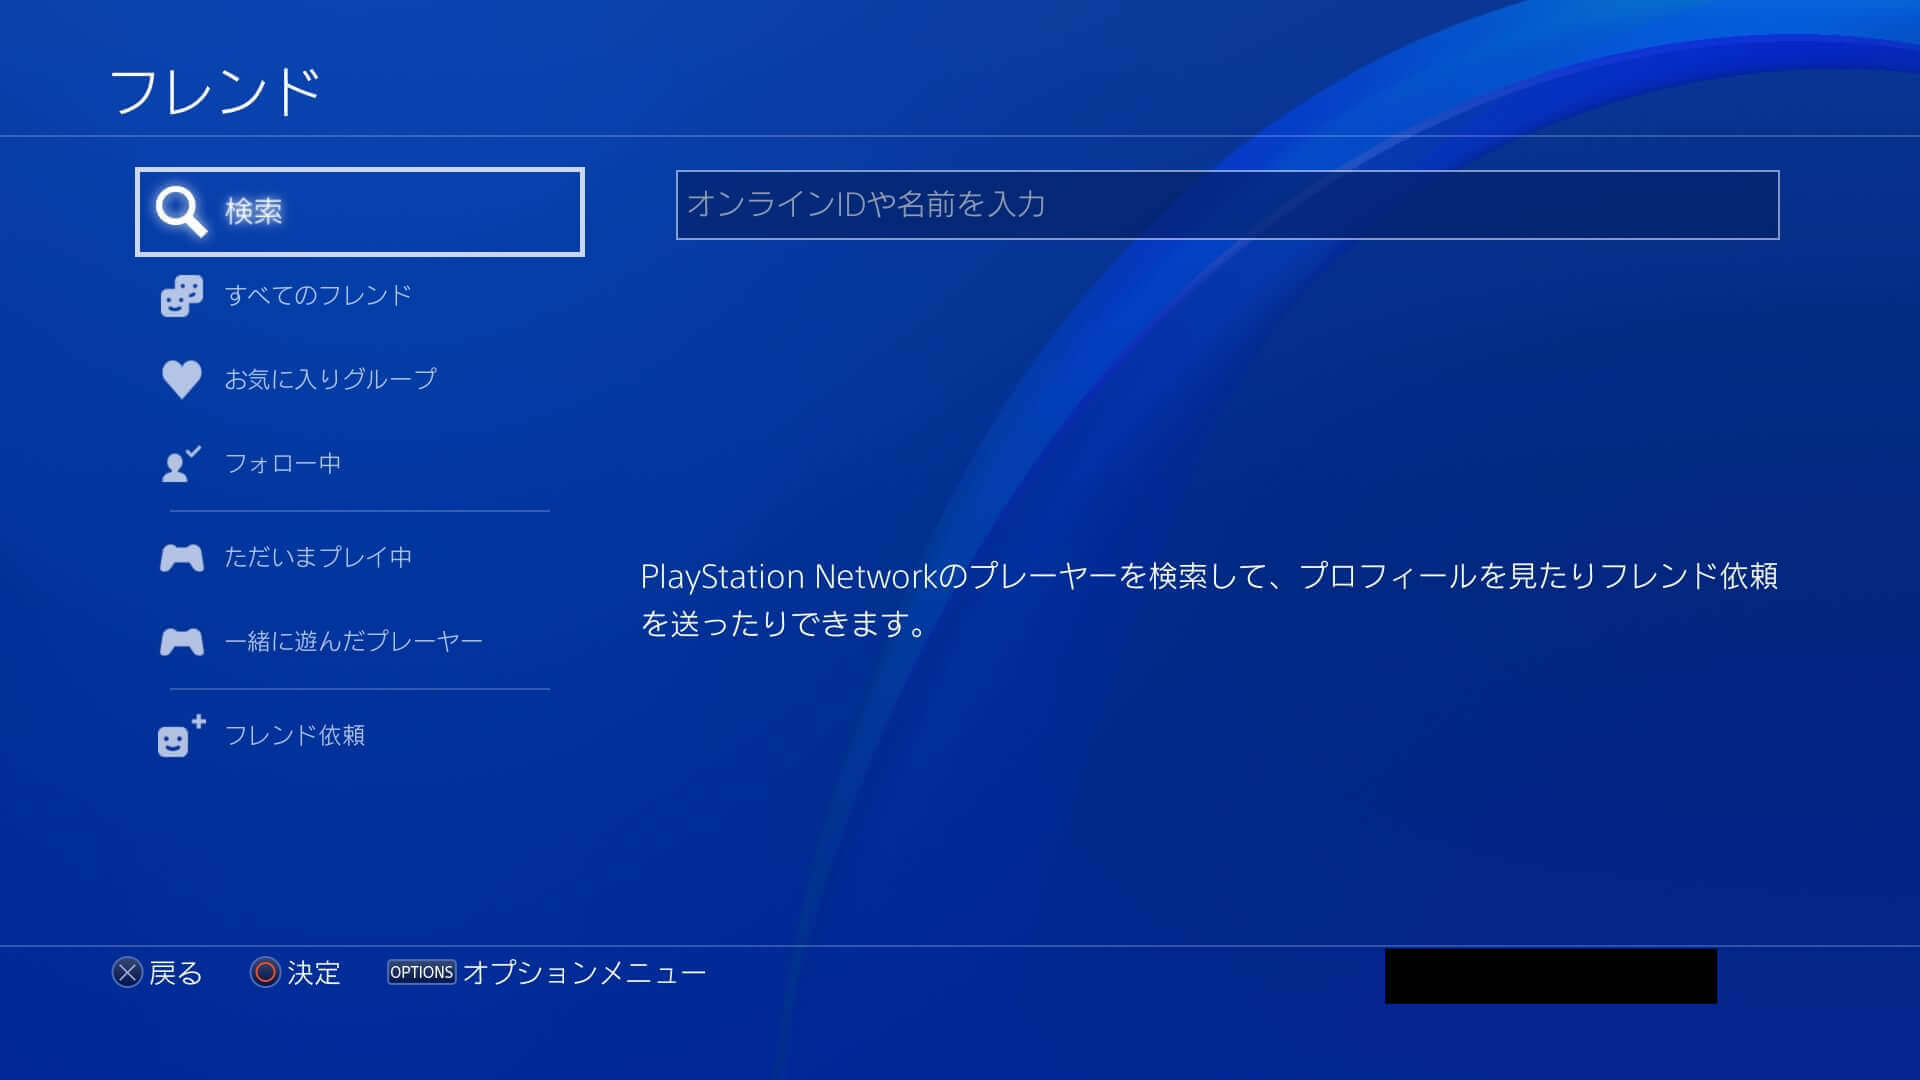 フレンド
検索
オンラインIDや名前を入力
すべてのフレンド
お気に入りグループ
フォロー中
ただいまプレイ中
一緒に遊んだプレーヤー
フレンド依頼
PlayStation Networkのプレーヤーを検索して、プロフィールを見たりフレンド依頼
を送ったりできます。
戻る 決定 OPTIONS オプションメニュー